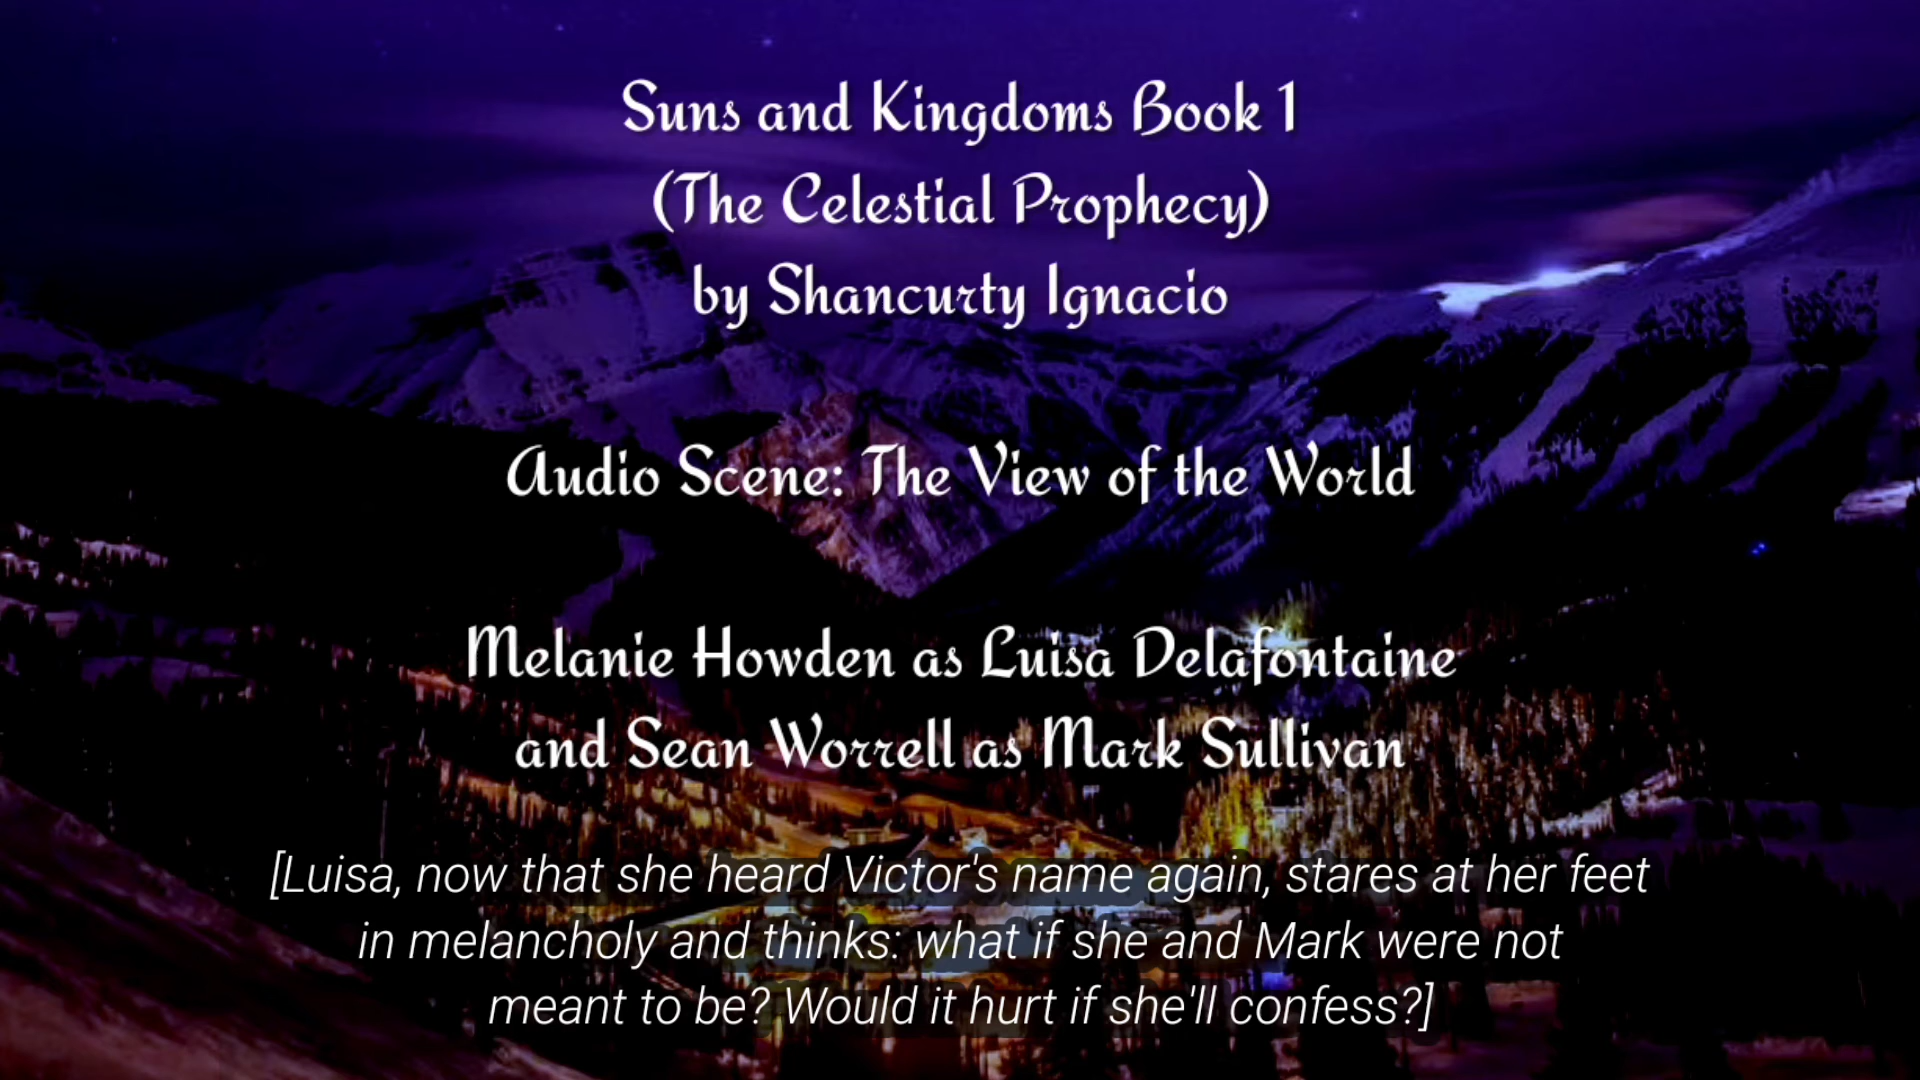 Suns and Kingdoms Book 1
(The Celestial Prophecy)
by Shancurty Ignacio
Audio Scene: The View of the World
Melanie Howden as Luisa Delafontaine
and Sean Worrell as Mark Sullivan
[Luisa, now that she heard Victor's name again, stares at her feet
in melancholy and thinks: what if she and Mark were not
meant to be? Would it hurt if she'll confess?]